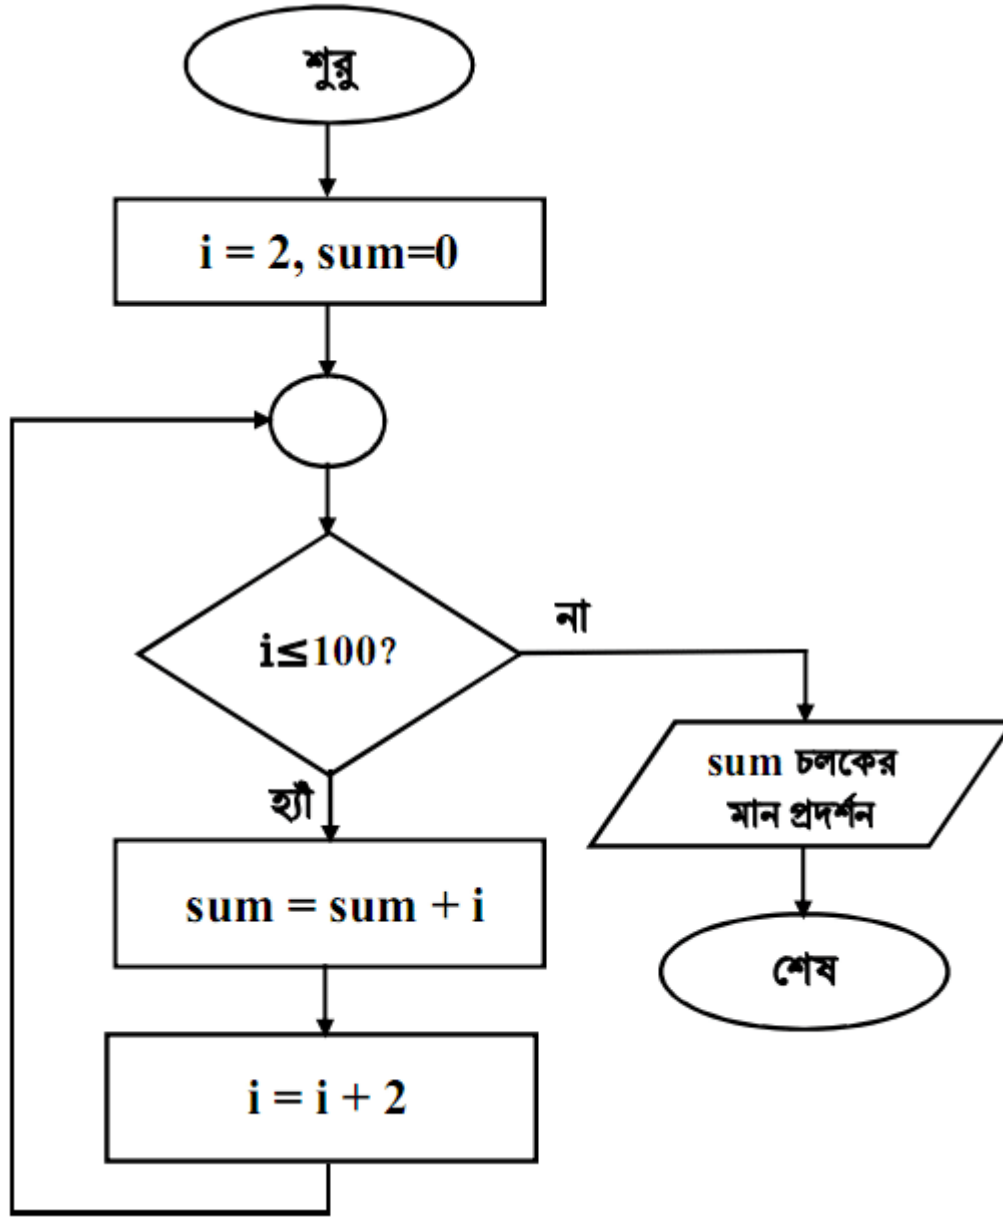 শুরু
i = 2, sum=0
i≤100?
না
হ্যাঁ
sum চলকের
মান প্রদর্শন
sum = sum + i
শেষ
i = i + 2